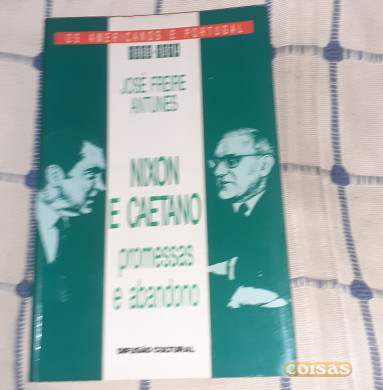 OS AMERICANOS E PORTUGAL
JOSÉ FREIRE
ANTUNES
NIXON
E CAETANO
promessas
e abandono
DIFUSÃO CULTURAL
COISAS